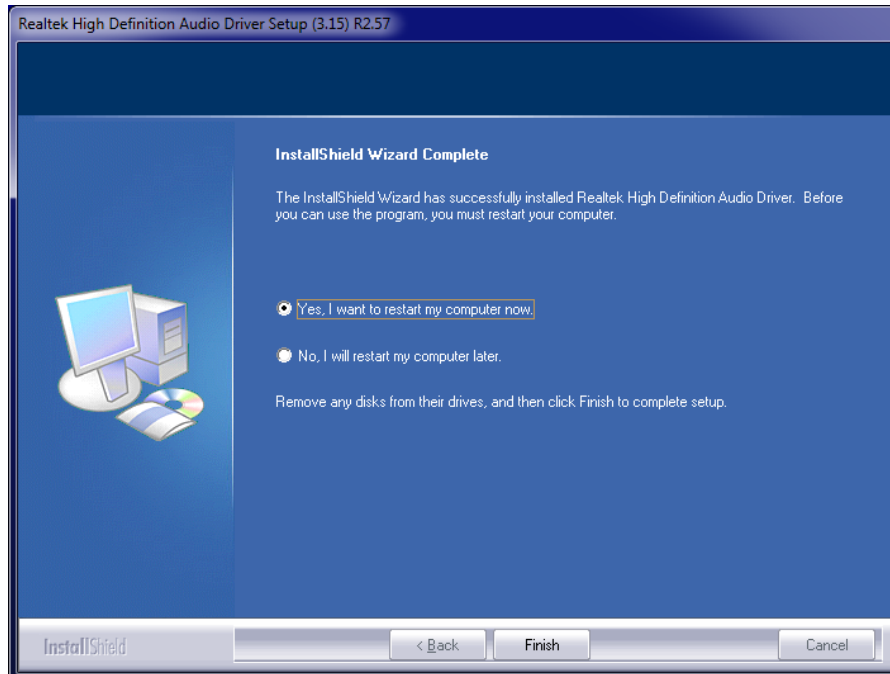 Realtek High Definition Audio Driver Setup (3.15) R2.57
InstallShield Wizard Complete
The InstallShield Wizard has successfully installed Realtek High Definition Audio Driver.  Before
you can use the program, you must restart your computer.
Yes, I want to restart my computer now.
No, I will restart my computer later.
Remove any disks from their drives, and then click Finish to complete setup.
InstallShield
< Back
Finish
Cancel